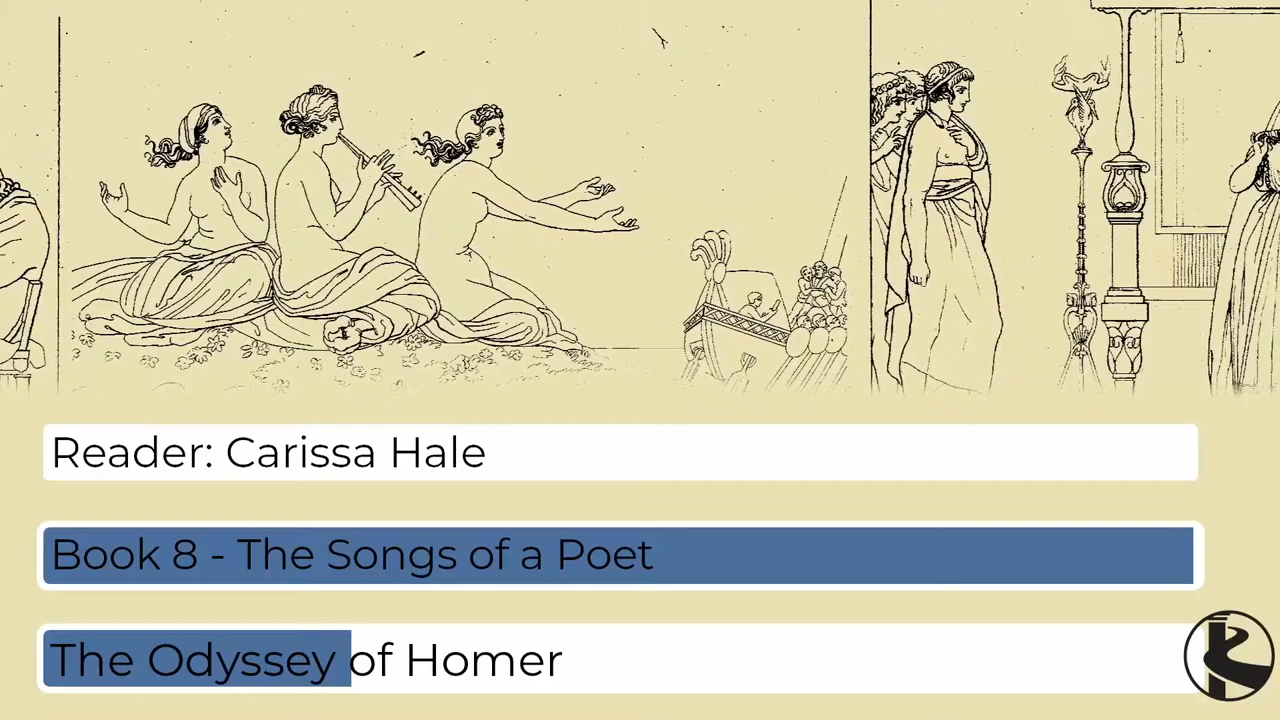 Reader: Carissa Hale
Book 8 - The Songs of a Poet
The Odyssey of Homer